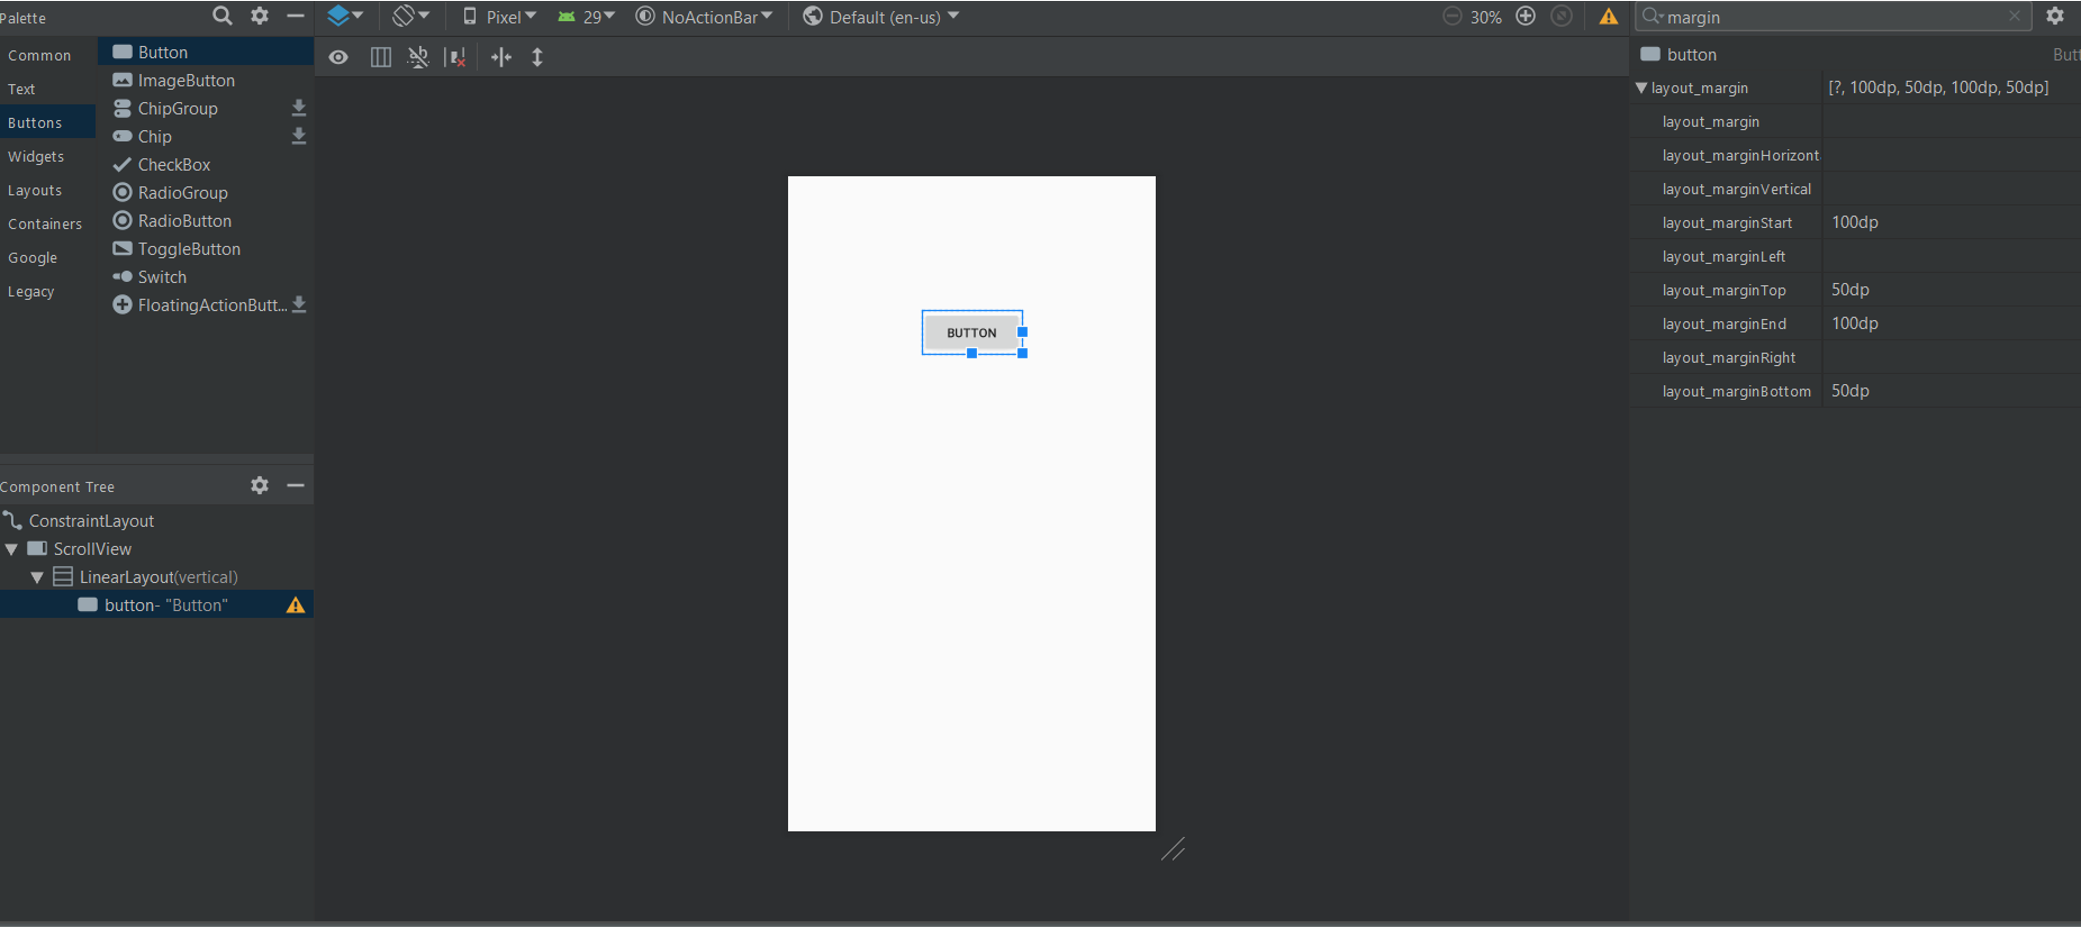 Palette
Common
Text
Buttons
Widgets
Layouts
Containers
Google
Legacy
Button
ImageButton
ChipGroup
Chip
CheckBox
RadioGroup
RadioButton
ToggleButton
Switch
FloatingActionButt...
Component Tree
ConstraintLayout
ScrollView
LinearLayout(vertical)
button- "Button"
Pixel 29 NoActionBar Default (en-us) 30%
BUTTON
margin
button Butt
layout_margin [?, 100dp, 50dp, 100dp, 50dp]
layout_margin
layout_marginHorizont
layout_marginVertical
layout_marginStart 100dp
layout_marginLeft
layout_marginTop 50dp
layout_marginEnd 100dp
layout_marginRight
layout_marginBottom 50dp